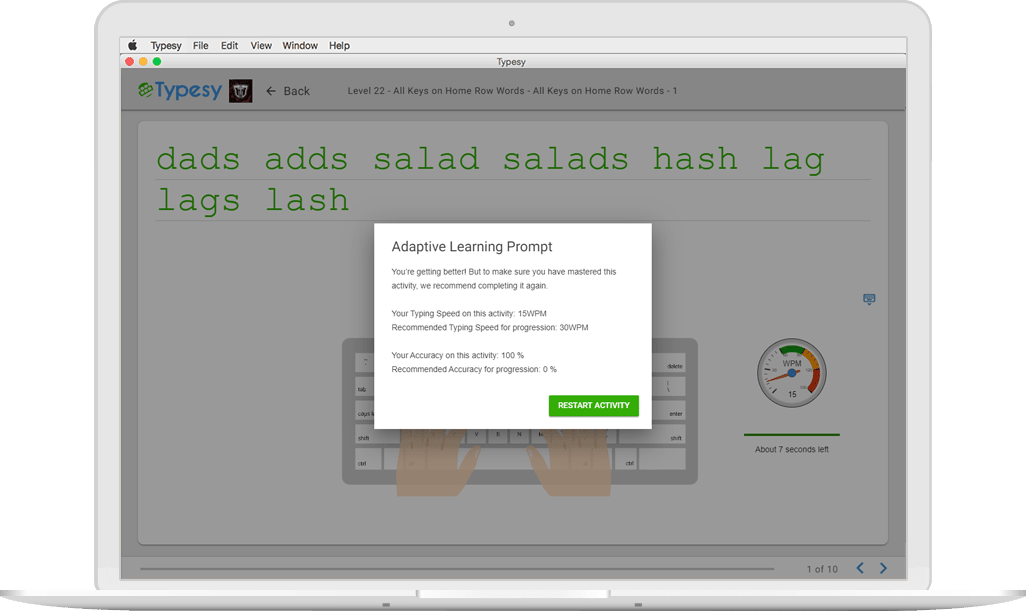 Typesy File Edit View Window Help
Typesy
Typesy Back Level 22 - All Keys on Home Row Words - All Keys on Home Row Words - 1
dads adds salad salads hash lag
lags lash
Adaptive Learning Prompt
You're getting better! But to make sure you have mastered this
activity, we recommend completing it again.
Your Typing Speed on this activity: 15WPM
Recommended Typing Speed for progression: 30WPM
Your Accuracy on this activity: 100 %
Recommended Accuracy for progression: 0 %
RESTART ACTIVITY
delete
tab
enter
shift shift
ctrl ctrl
WPM
15
About 7 seconds left
1 of 10